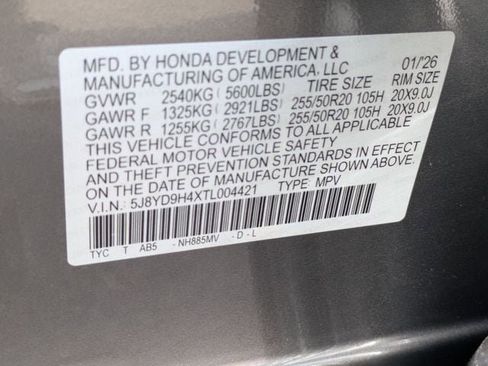 MFD. BY HONDA DEVELOPMENT &
MANUFACTURING OF AMERICA, LLC 01/'26
GVWR 2540KG ( 5600LBS) TIRE SIZE RIM SIZE
GAWR F 1325KG ( 2921LBS) 255/50R20 105H 20X9.0J
GAWR R 1255KG ( 2767LBS) 255/50R20 105H 20X9.0J
THIS VEHICLE CONFORMS TO ALL APPLICABLE
FEDERAL MOTOR VEHICLE SAFETY
AND THEFT PREVENTION STANDARDS IN EFFECT
ON THE DATE OF MANUFACTURE SHOWN ABOVE.
V.I.N.: 5J8YD9H4XTL004421 TYPE: MPV
TYC T AB5 - NH885MV - D - L